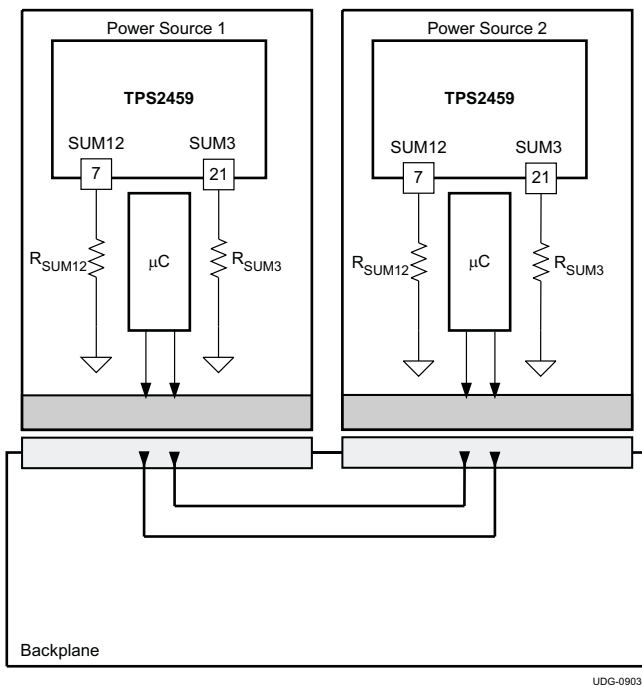 Power Source 1
Power Source 2
TPS2459
TPS2459
SUM12
SUM3
SUM12
SUM3
7
21
7
21
RSUM12
μC
RSUM3
RSUM12
μC
RSUM3
Backplane
UDG-0903